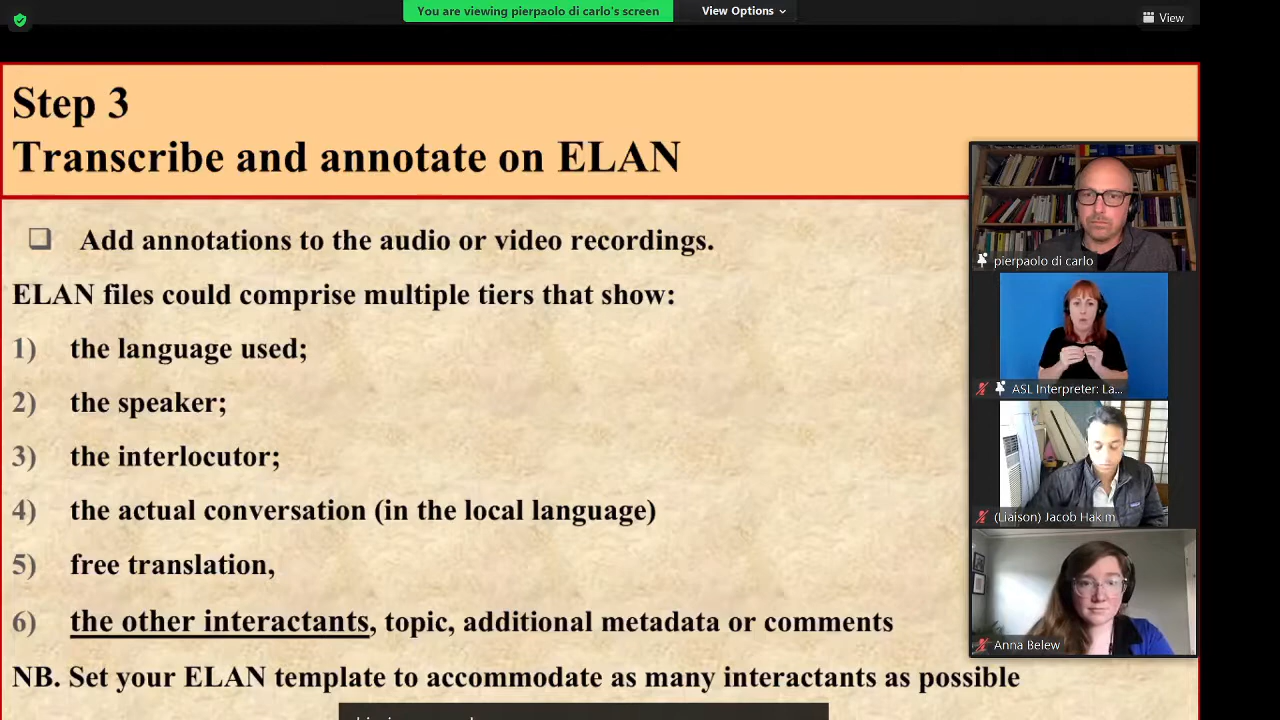 You are viewing pierpaolo di carlo's screen
View Options
View
Step 3
Transcribe and annotate on ELAN
❑ Add annotations to the audio or video recordings.
ELAN files could comprise multiple tiers that show:
1) the language used;
2) the speaker;
3) the interlocutor;
4) the actual conversation (in the local language)
5) free translation,
6) the other interactants, topic, additional metadata or comments
NB. Set your ELAN template to accommodate as many interactants as possible
pierpaolo di carlo
ASL Interpreter: La...
(Liaison) Jacob Hakim
Anna Belew